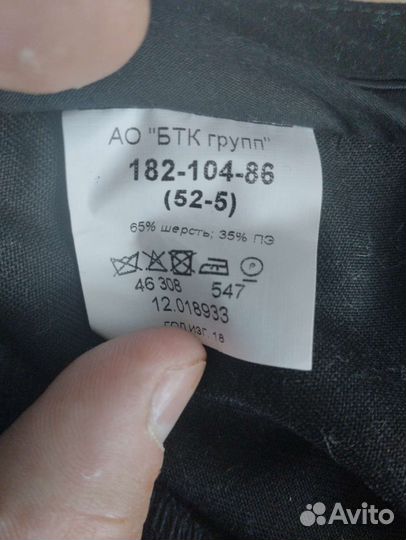 АО "БТК групп"
182-104-86
(52-5)
65% шерсть; 35% ПЭ
P
46 308 547
12.018933
ГОД ИЗГ. 18
Avito